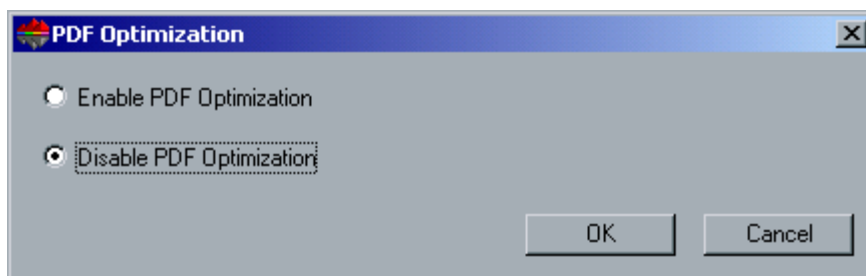 PDF Optimization
Enable PDF Optimization
Disable PDF Optimization
OK Cancel